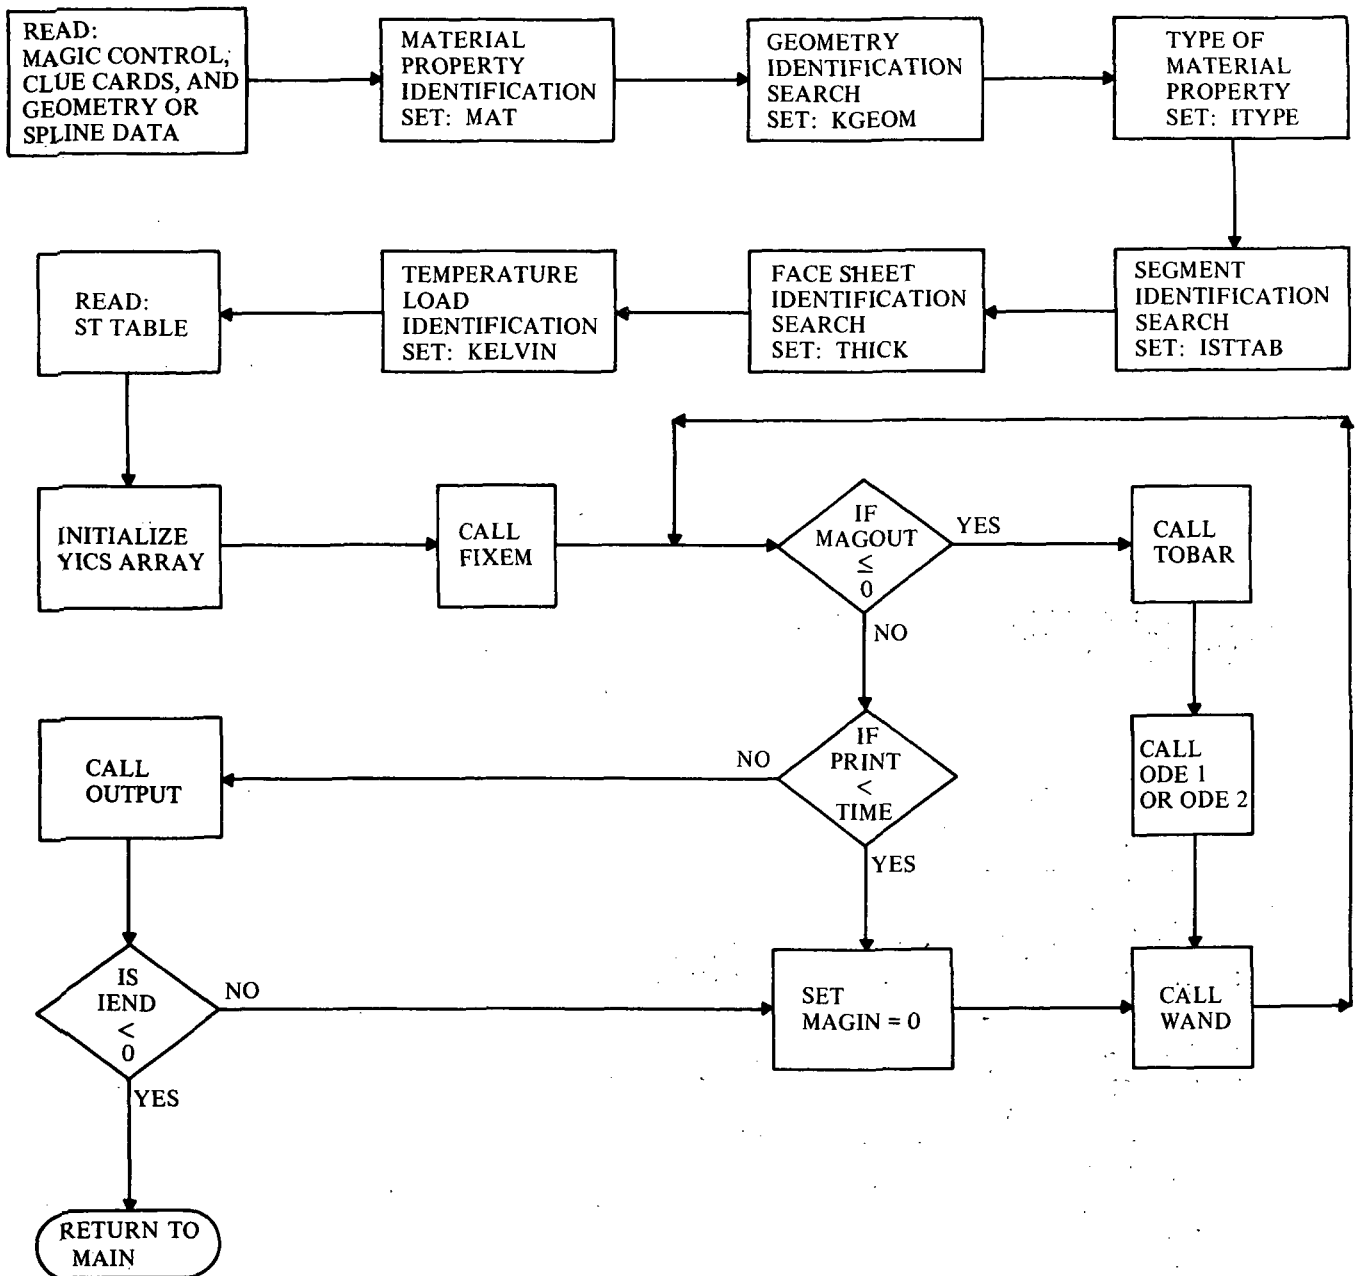 READ:
MAGIC CONTROL,
CLUE CARDS, AND
GEOMETRY OR
SPLINE DATA
MATERIAL
PROPERTY
IDENTIFICATION
SET: MAT
GEOMETRY
IDENTIFICATION
SEARCH
SET: KGEOM
TYPE OF
MATERIAL
PROPERTY
SET: ITYPE
SEGMENT
IDENTIFICATION
SEARCH
SET: ISTTAB
FACE SHEET
IDENTIFICATION
SEARCH
SET: THICK
TEMPERATURE
LOAD
IDENTIFICATION
SET: KELVIN
READ:
ST TABLE
INITIALIZE
YICS ARRAY
CALL
FIXEM
IF
MAGOUT
≤
0
YES
CALL
TOBAR
NO
CALL
ODE 1
OR ODE 2
IF
PRINT
<
TIME
NO
CALL
OUTPUT
YES
IS
IEND
<
0
NO
SET
MAGIN = 0
CALL
WAND
YES
RETURN TO
MAIN